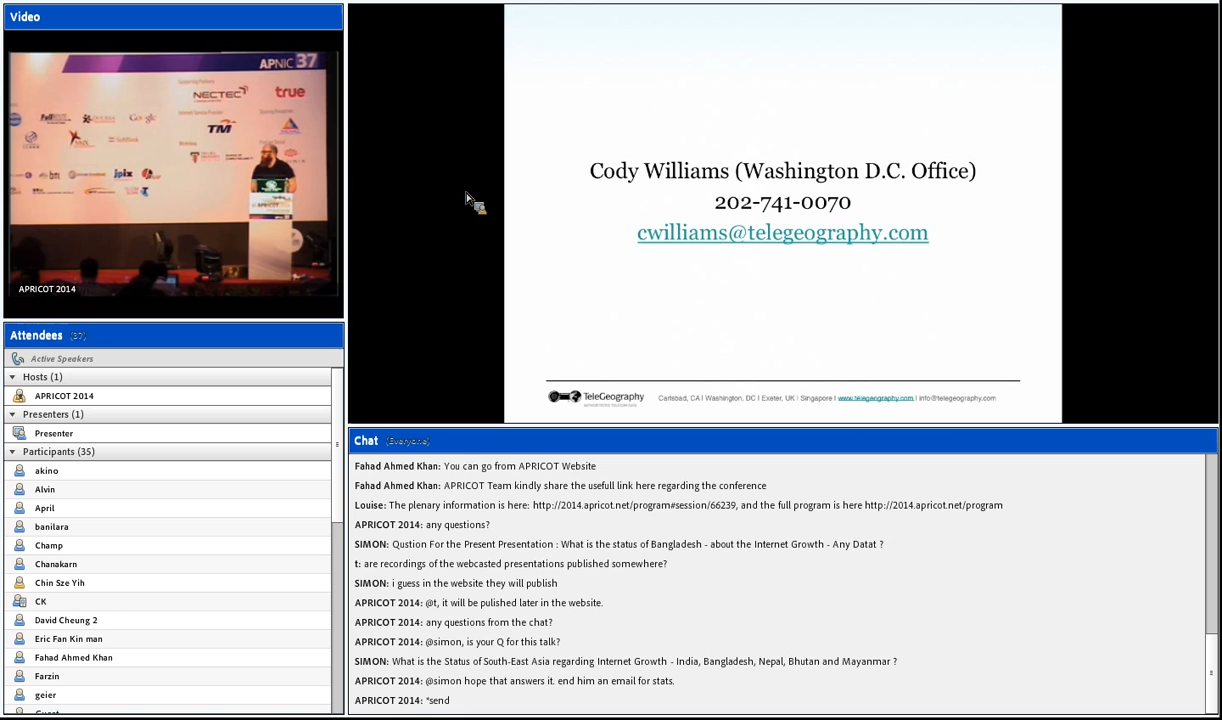 Video
APNIC 37
NECTEC
true
Google
TM
SoftBank
jpix
APRICOT 2014
Cody Williams (Washington D.C. Office)
202-741-0070
cwilliams@telegeography.com
TeleGeography
Carlsbad, CA I Washington, DC I Exeter, UK I Singapore I www.telegeography.com I info@telegeography.com
Attendees (37)
Active Speakers
Hosts (1)
APRICOT 2014
Presenters (1)
Presenter
Participants (35)
akino
Alvin
April
banilara
Champ
Chanakarn
Chin Sze Yih
CK
David Cheung 2
Eric Fan Kin man
Fahad Ahmed Khan
Farzin
geier
Chat (Everyone)
Fahad Ahmed Khan: You can go from APRICOT Website
Fahad Ahmed Khan: APRICOT Team kindly share the usefull link here regarding the conference
Louise: The plenary information is here: http://2014.apricot.net/program#session/66239, and the full program is here http://2014.apricot.net/program
APRICOT 2014: any questions?
SIMON: Qustion For the Present Presentation : What is the status of Bangladesh - about the Internet Growth - Any Datat ?
t: are recordings of the webcasted presentations published somewhere?
SIMON: i guess in the website they will publish
APRICOT 2014: @t, it will be pulished later in the website.
APRICOT 2014: any questions from the chat?
APRICOT 2014: @simon, is your Q for this talk?
SIMON: What is the Status of South-East Asia regarding Internet Growth - India, Bangladesh, Nepal, Bhutan and Mayanmar ?
APRICOT 2014: @simon hope that answers it. end him an email for stats.
APRICOT 2014: *send